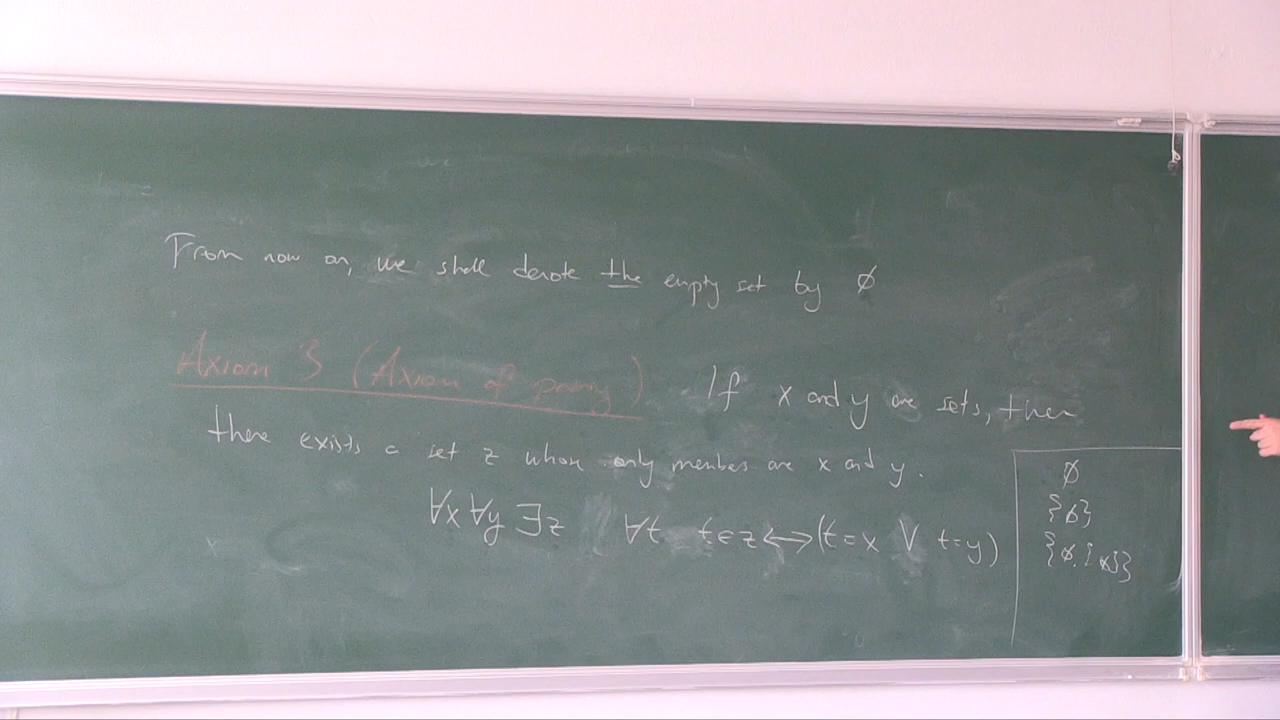 From now on, we shall denote the empty set by ∅
Axiom 3 (Axiom of pairing) If x and y are sets, then
there exists a set z whose only members are x and y.
∀x ∀y ∃z ∀t t∈z ⟷ (t=x ∨ t=y)
∅
{∅}
{∅,{∅}}